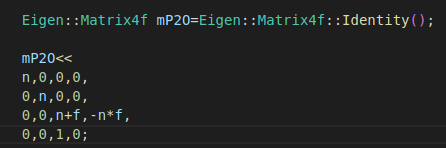 Eigen::Matrix4f mP2O=Eigen::Matrix4f::Identity();
mP2O<<
n,0,0,0,
0,n,0,0,
0,0,n+f,-n*f,
0,0,1,0;